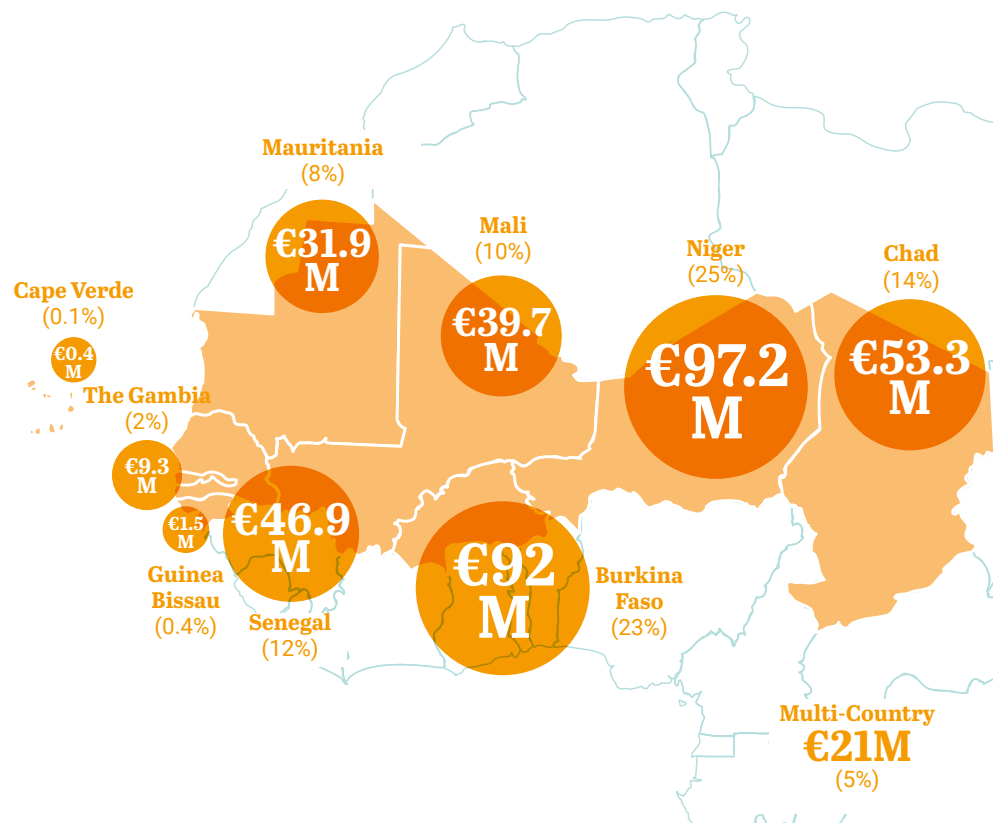 Mauritania
(8%)
€31.9
M
Mali
(10%)
€39.7
M
Niger
(25%)
€97.2
M
Chad
(14%)
€53.3
M
Cape Verde
(0.1%)
€0.4
M
The Gambia
(2%)
€9.3
M
€1.5
M
Guinea
Bissau
(0.4%)
€46.9
M
Senegal
(12%)
€92
M
Burkina
Faso
(23%)
Multi-Country
€21M
(5%)